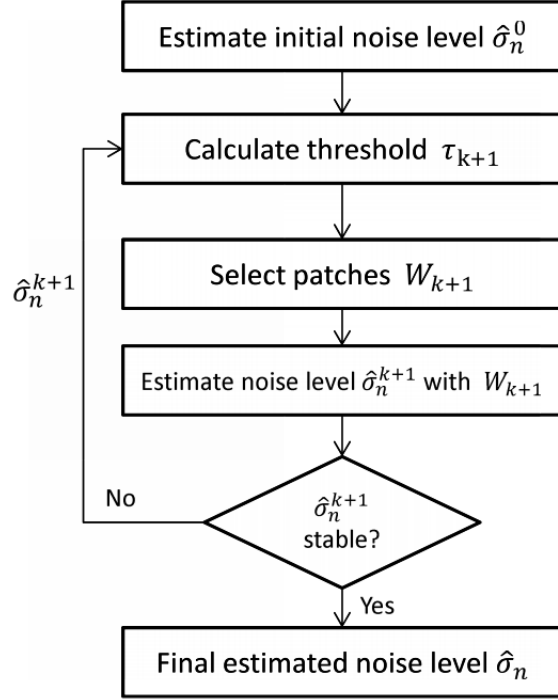 Estimate initial noise level σ̂ₙ⁰
Calculate threshold τₖ₊₁
Select patches Wₖ₊₁
σ̂ₙᵏ⁺¹
Estimate noise level σ̂ₙᵏ⁺¹ with Wₖ₊₁
No
σ̂ₙᵏ⁺¹
stable?
Yes
Final estimated noise level σ̂ₙ